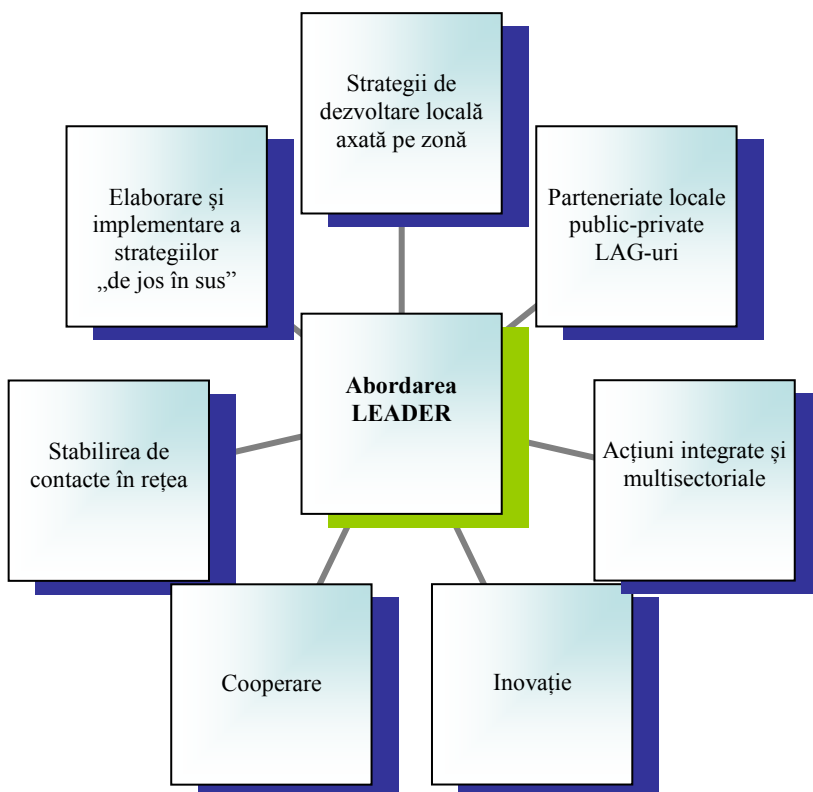 Strategii de
dezvoltare locală
axată pe zonă
Elaborare și
implementare a
strategiilor
„de jos în sus”
Parteneriate locale
public-private
LAG-uri
Abordarea
LEADER
Stabilirea de
contacte în rețea
Acțiuni integrate și
multisectoriale
Cooperare
Inovație